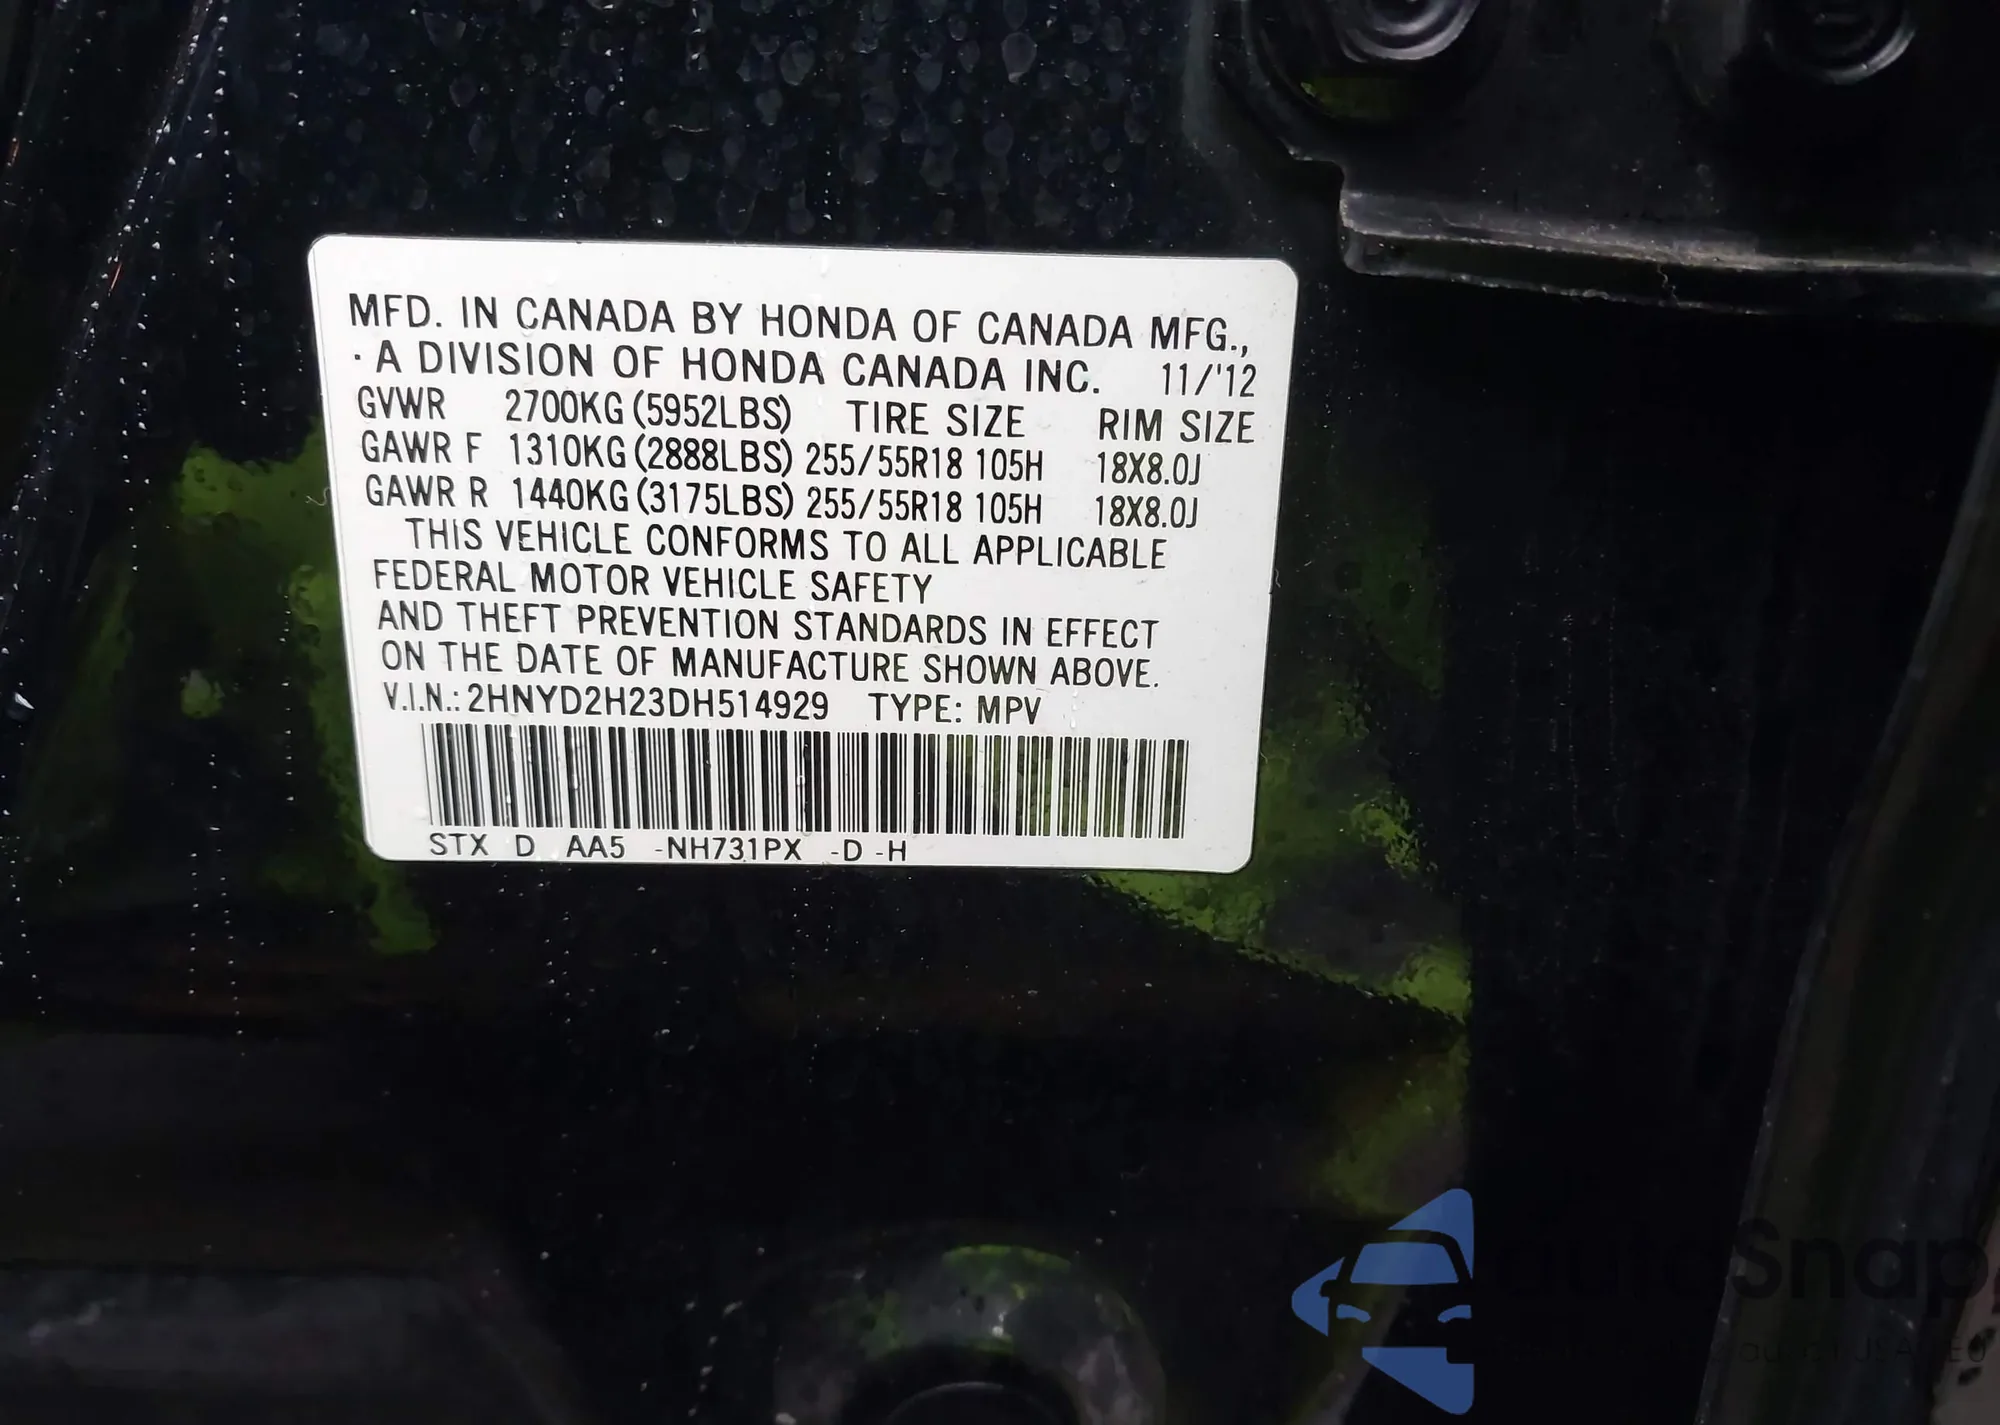 MFD. IN CANADA BY HONDA OF CANADA MFG.,
· A DIVISION OF HONDA CANADA INC. 11/'12
GVWR 2700KG (5952LBS) TIRE SIZE RIM SIZE
GAWR F 1310KG (2888LBS) 255/55R18 105H 18X8.0J
GAWR R 1440KG (3175LBS) 255/55R18 105H 18X8.0J
THIS VEHICLE CONFORMS TO ALL APPLICABLE
FEDERAL MOTOR VEHICLE SAFETY
AND THEFT PREVENTION STANDARDS IN EFFECT
ON THE DATE OF MANUFACTURE SHOWN ABOVE.
V.I.N.: 2HNYD2H23DH514929 TYPE: MPV
STX D AA5 -NH731PX -D -H
autoSnap